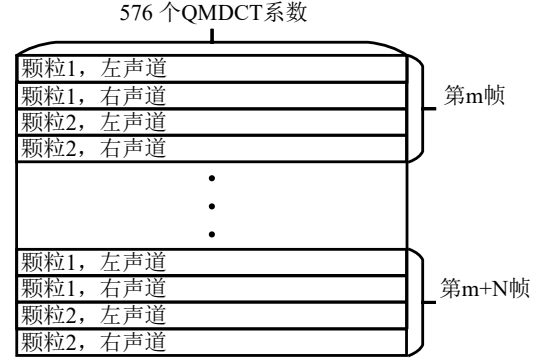 576 个QMDCT系数
颗粒1，左声道
颗粒1，右声道
第m帧
颗粒2，左声道
颗粒2，右声道
颗粒1，左声道
颗粒1，右声道
第m+N帧
颗粒2，左声道
颗粒2，右声道